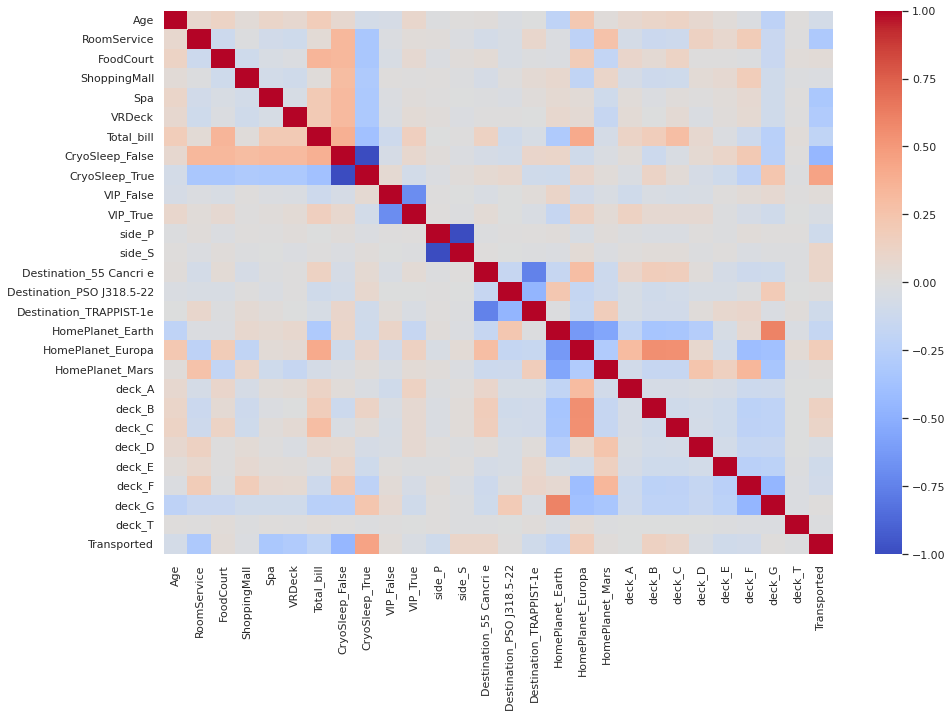 Age
RoomService
FoodCourt
ShoppingMall
Spa
VRDeck
Total_bill
CryoSleep_False
CryoSleep_True
VIP_False
VIP_True
side_P
side_S
Destination_55 Cancri e
Destination_PSO J318.5-22
Destination_TRAPPIST-1e
HomePlanet_Earth
HomePlanet_Europa
HomePlanet_Mars
deck_A
deck_B
deck_C
deck_D
deck_E
deck_F
deck_G
deck_T
Transported
Age
RoomService
FoodCourt
ShoppingMall
Spa
VRDeck
Total_bill
CryoSleep_False
CryoSleep_True
VIP_False
VIP_True
side_P
side_S
Destination_55 Cancri e
Destination_PSO J318.5-22
Destination_TRAPPIST-1e
HomePlanet_Earth
HomePlanet_Europa
HomePlanet_Mars
deck_A
deck_B
deck_C
deck_D
deck_E
deck_F
deck_G
deck_T
Transported
1.00
0.75
0.50
0.25
0.00
−0.25
−0.50
−0.75
−1.00